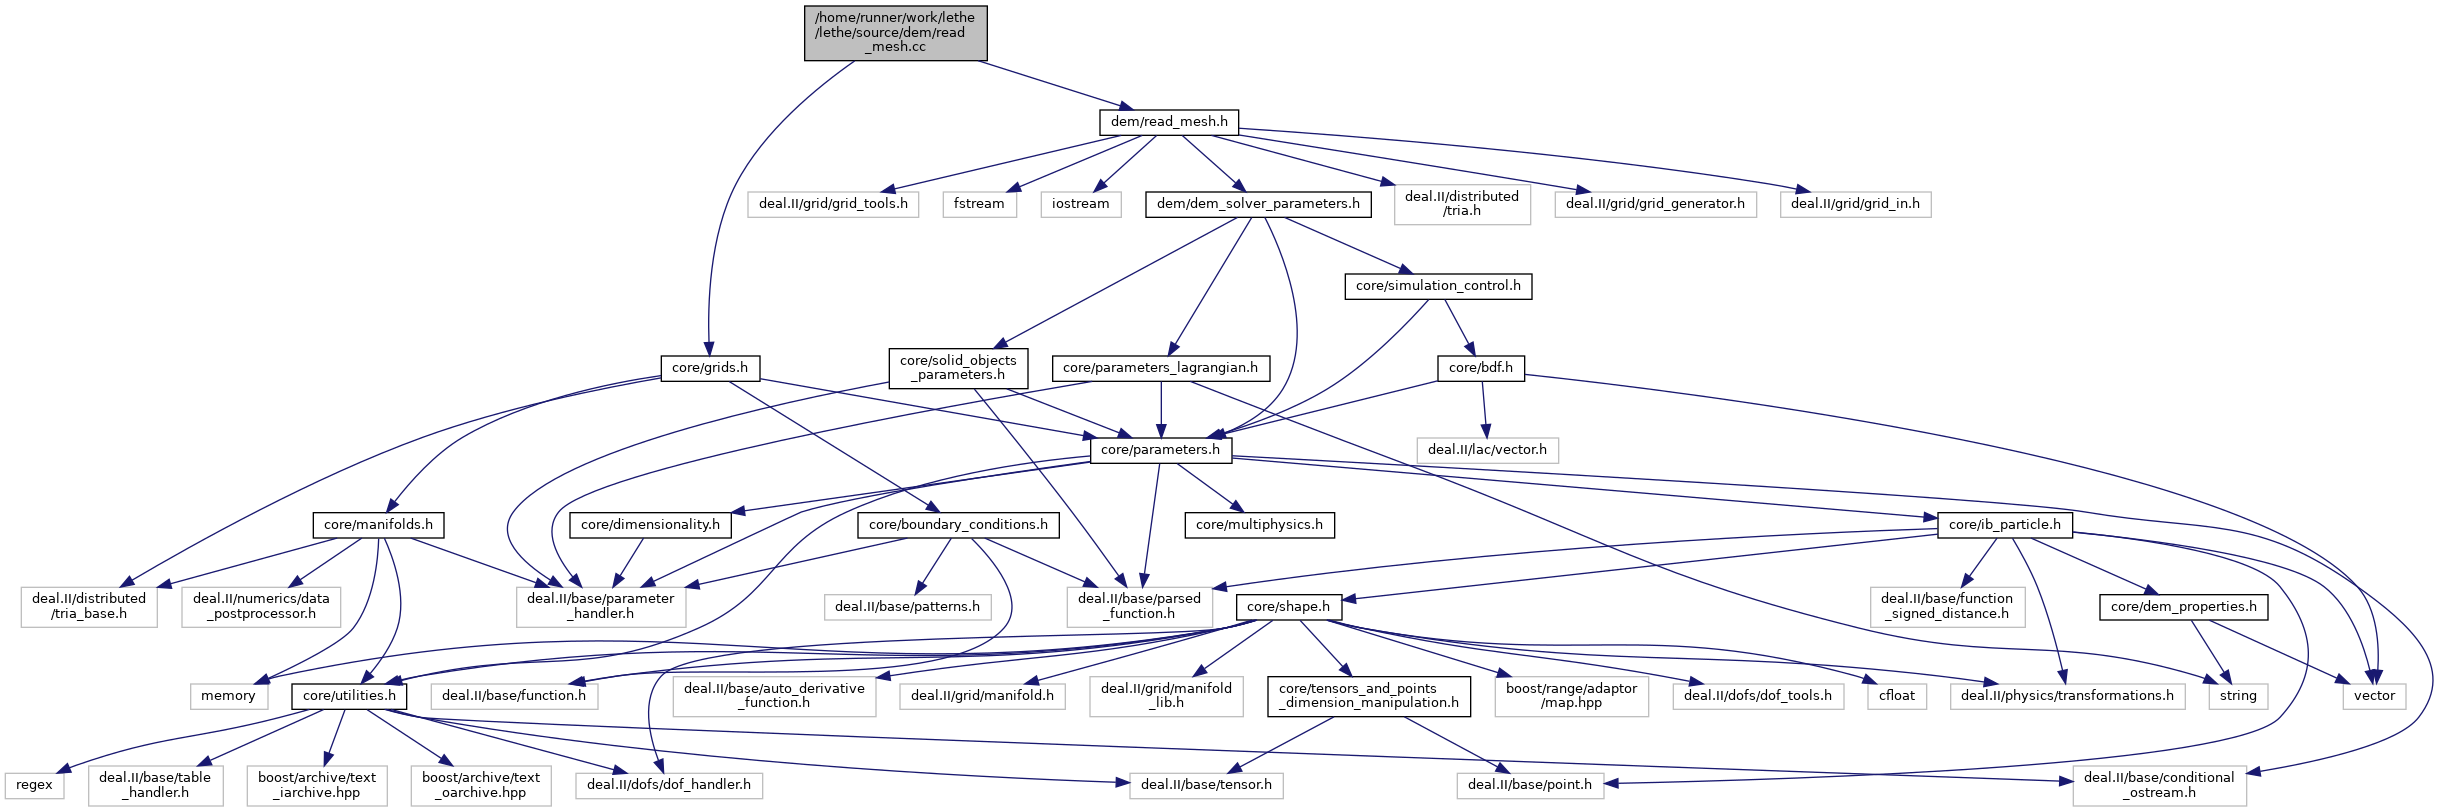 /home/runner/work/lethe
/lethe/source/dem/read
_mesh.cc
dem/read_mesh.h
deal.II/grid/grid_tools.h
fstream
iostream
dem/dem_solver_parameters.h
deal.II/distributed
/tria.h
deal.II/grid/grid_generator.h
deal.II/grid/grid_in.h
core/simulation_control.h
core/grids.h
core/solid_objects
_parameters.h
core/parameters_lagrangian.h
core/bdf.h
core/parameters.h
deal.II/lac/vector.h
core/manifolds.h
core/dimensionality.h
core/boundary_conditions.h
core/multiphysics.h
core/ib_particle.h
deal.II/distributed
/tria_base.h
deal.II/numerics/data
_postprocessor.h
deal.II/base/parameter
_handler.h
deal.II/base/patterns.h
deal.II/base/parsed
_function.h
core/shape.h
deal.II/base/function
_signed_distance.h
core/dem_properties.h
memory
core/utilities.h
deal.II/base/function.h
deal.II/base/auto_derivative
_function.h
deal.II/grid/manifold.h
deal.II/grid/manifold
_lib.h
core/tensors_and_points
_dimension_manipulation.h
boost/range/adaptor
/map.hpp
deal.II/dofs/dof_tools.h
cfloat
deal.II/physics/transformations.h
string
vector
regex
deal.II/base/table
_handler.h
boost/archive/text
_iarchive.hpp
boost/archive/text
_oarchive.hpp
deal.II/dofs/dof_handler.h
deal.II/base/tensor.h
deal.II/base/point.h
deal.II/base/conditional
_ostream.h